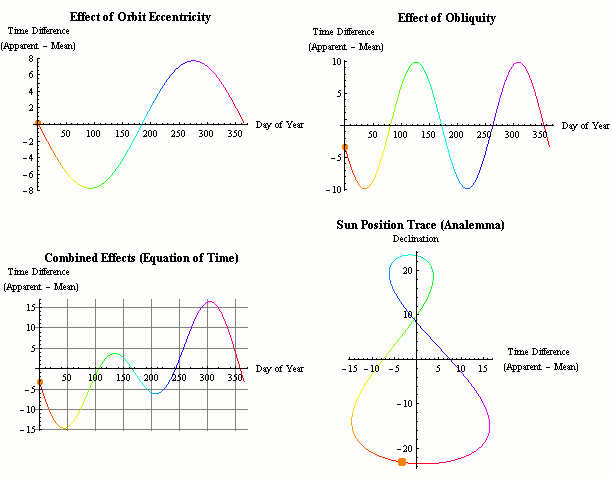 Effect of Orbit Eccentricity
Time Difference
(Apparent - Mean)
8
6
4
2
-2
-4
-6
-8
50 100 150 200 250 300 350
Day of Year
Effect of Obliquity
Time Difference
(Apparent - Mean)
10
5
-5
-10
50 100 150 200 250 300 350
Day of Year
Combined Effects (Equation of Time)
Time Difference
(Apparent - Mean)
15
10
5
-5
-10
-15
50 100 150 200 250 300 350
Day of Year
Sun Position Trace (Analemma)
Declination
20
10
-10
-20
-15 -10 -5 5 10 15
Time Difference
(Apparent - Mean)